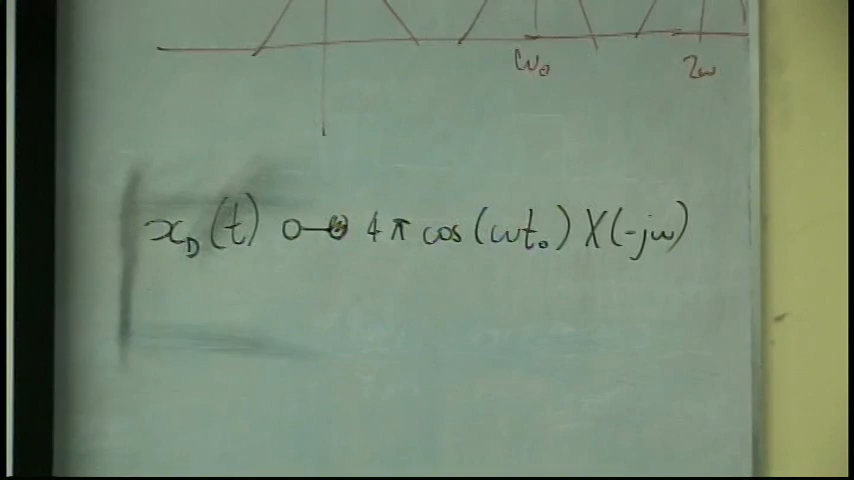 ω₀ 2ω
x_D(t) ○—● 4π cos(ωt₀) X(-jω)